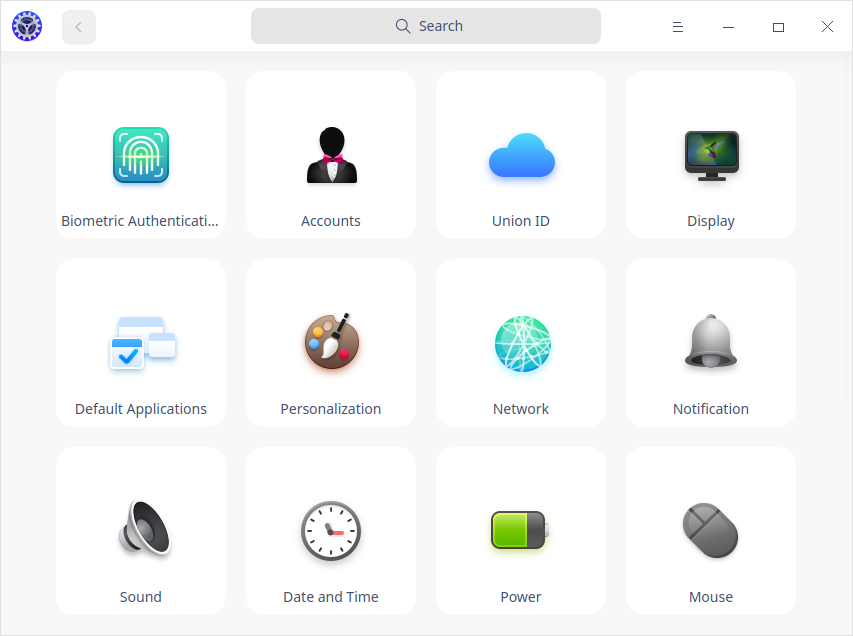 Search
Biometric Authenticati...
Accounts
Union ID
Display
Default Applications
Personalization
Network
Notification
Sound
Date and Time
Power
Mouse